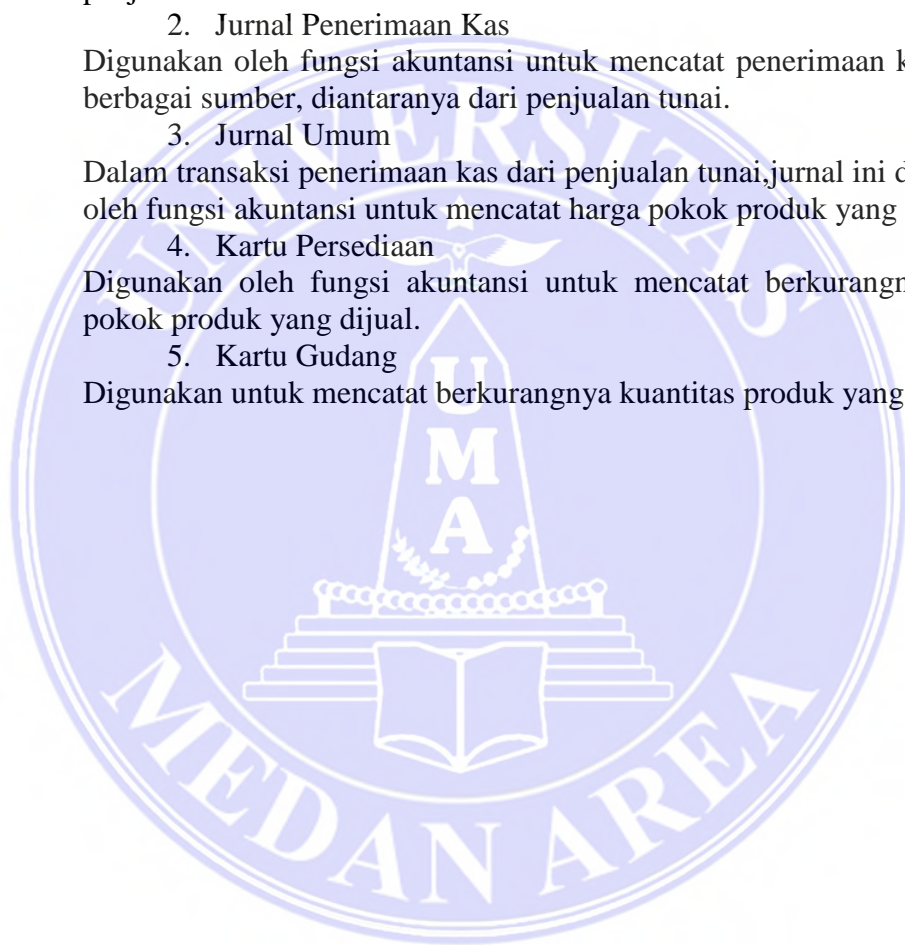 2. Jurnal Penerimaan Kas
Digunakan oleh fungsi akuntansi untuk mencatat penerimaan
berbagai sumber, diantaranya dari penjualan tunai.
3. Jurnal Umum
Dalam transaksi penerimaan kas dari penjualan tunai,jurnal ini
oleh fungsi akuntansi untuk mencatat harga pokok produk yang
4. Kartu Persediaan
Digunakan oleh fungsi akuntansi untuk mencatat
pokok produk yang dijual.
5. Kartu Gudang
Digunakan untuk mencatat berkurangnya kuantitas produk yang
UNIVERSITAS
UMA
MEDAN AREA